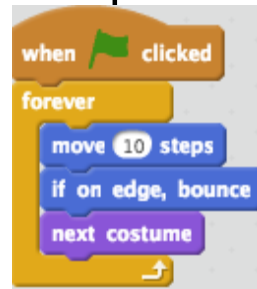 when clicked
forever
move 10 steps
if on edge, bounce
next costume